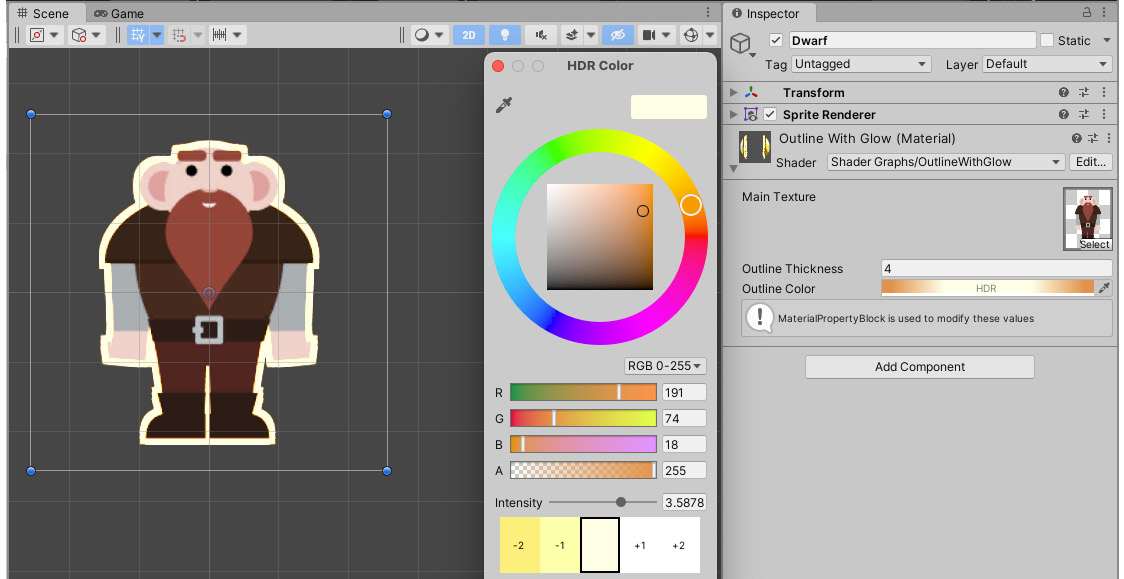 Scene Game
2D
HDR Color
RGB 0-255
R 191
G 74
B 18
A 255
Intensity 3.5878
-2 -1 +1 +2
Inspector
Dwarf Static
Tag Untagged Layer Default
Transform
Sprite Renderer
Outline With Glow (Material)
Shader Shader Graphs/OutlineWithGlow Edit...
Main Texture
Select
Outline Thickness 4
Outline Color HDR
MaterialPropertyBlock is used to modify these values
Add Component